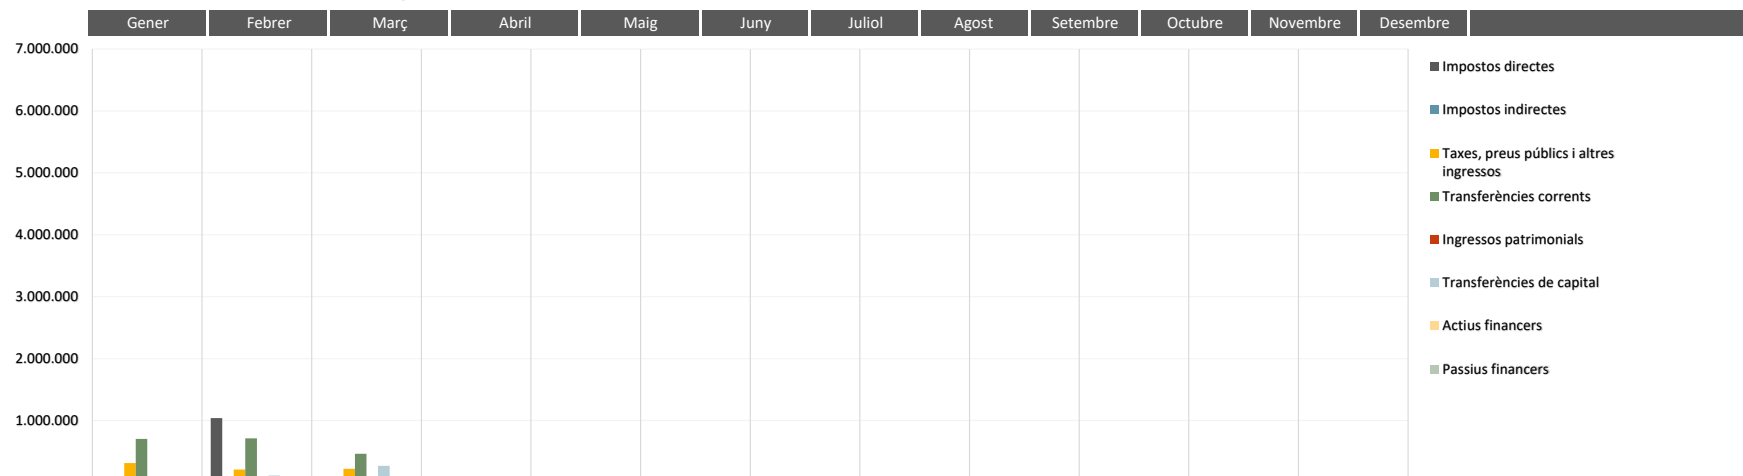 Gener Febrer Març Abril Maig Juny Juliol Agost Setembre Octubre Novembre Desembre
7.000.000
6.000.000
5.000.000
4.000.000
3.000.000
2.000.000
1.000.000
Impostos directes
Impostos indirectes
Taxes, preus públics i altres
ingressos
Transferències corrents
Ingressos patrimonials
Transferències de capital
Actius financers
Passius financers